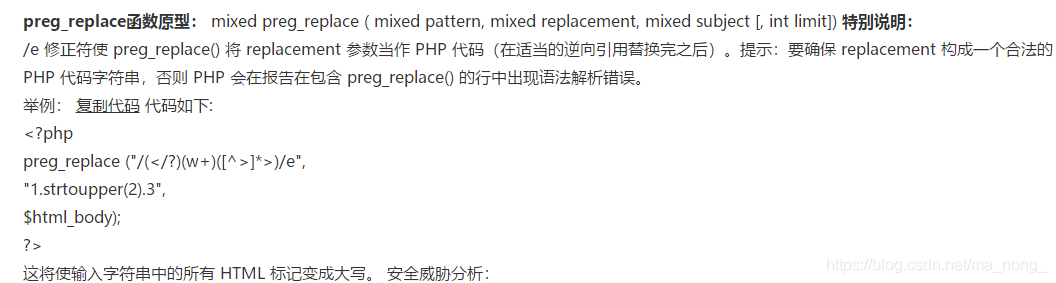 preg_replace函数原型： mixed preg_replace ( mixed pattern, mixed replacement, mixed subject [, int limit]) 特别说明：
/e 修正符使 preg_replace() 将 replacement 参数当作 PHP 代码（在适当的逆向引用替换完之后）。提示：要确保 replacement 构成一个合法的
PHP 代码字符串，否则 PHP 会在报告在包含 preg_replace() 的行中出现语法解析错误。
举例： 复制代码 代码如下:
<?php
preg_replace ("/(</?)(w+)([^>]*>)/e",
"1.strtoupper(2).3",
$html_body);
?>
这将使输入字符串中的所有 HTML 标记变成大写。 安全威胁分析：
https://blog.csdn.net/ma_nong_